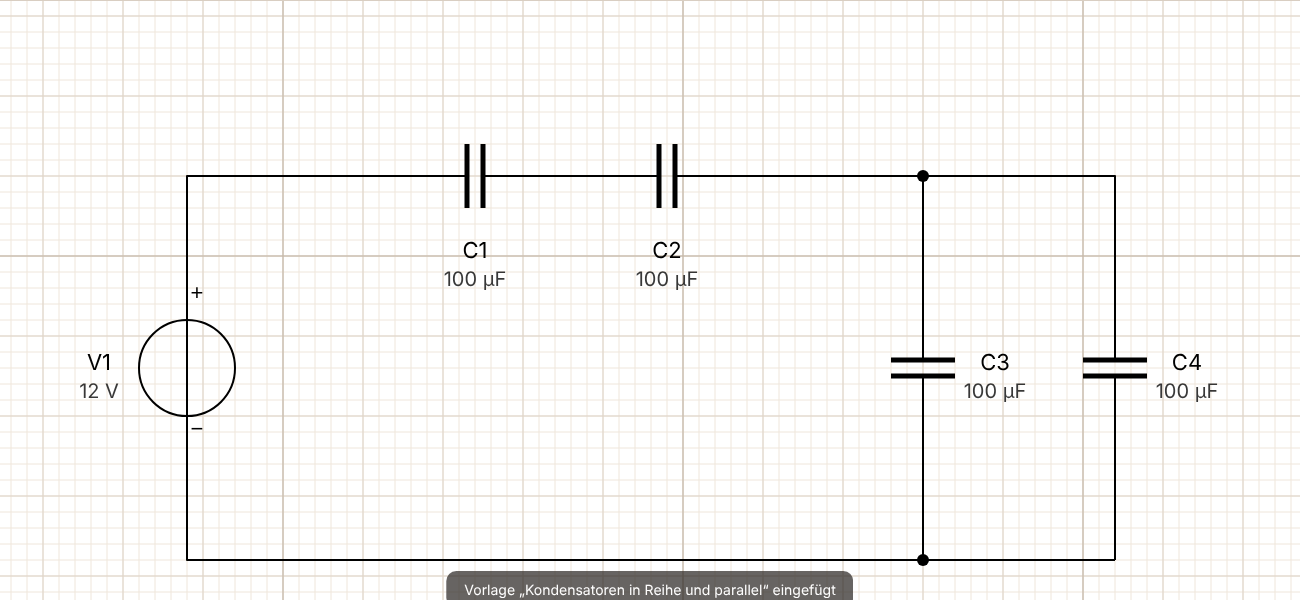 C1
100 µF
C2
100 µF
+
V1
12 V
−
C3
100 µF
C4
100 µF
Vorlage „Kondensatoren in Reihe und parallel“ eingefügt